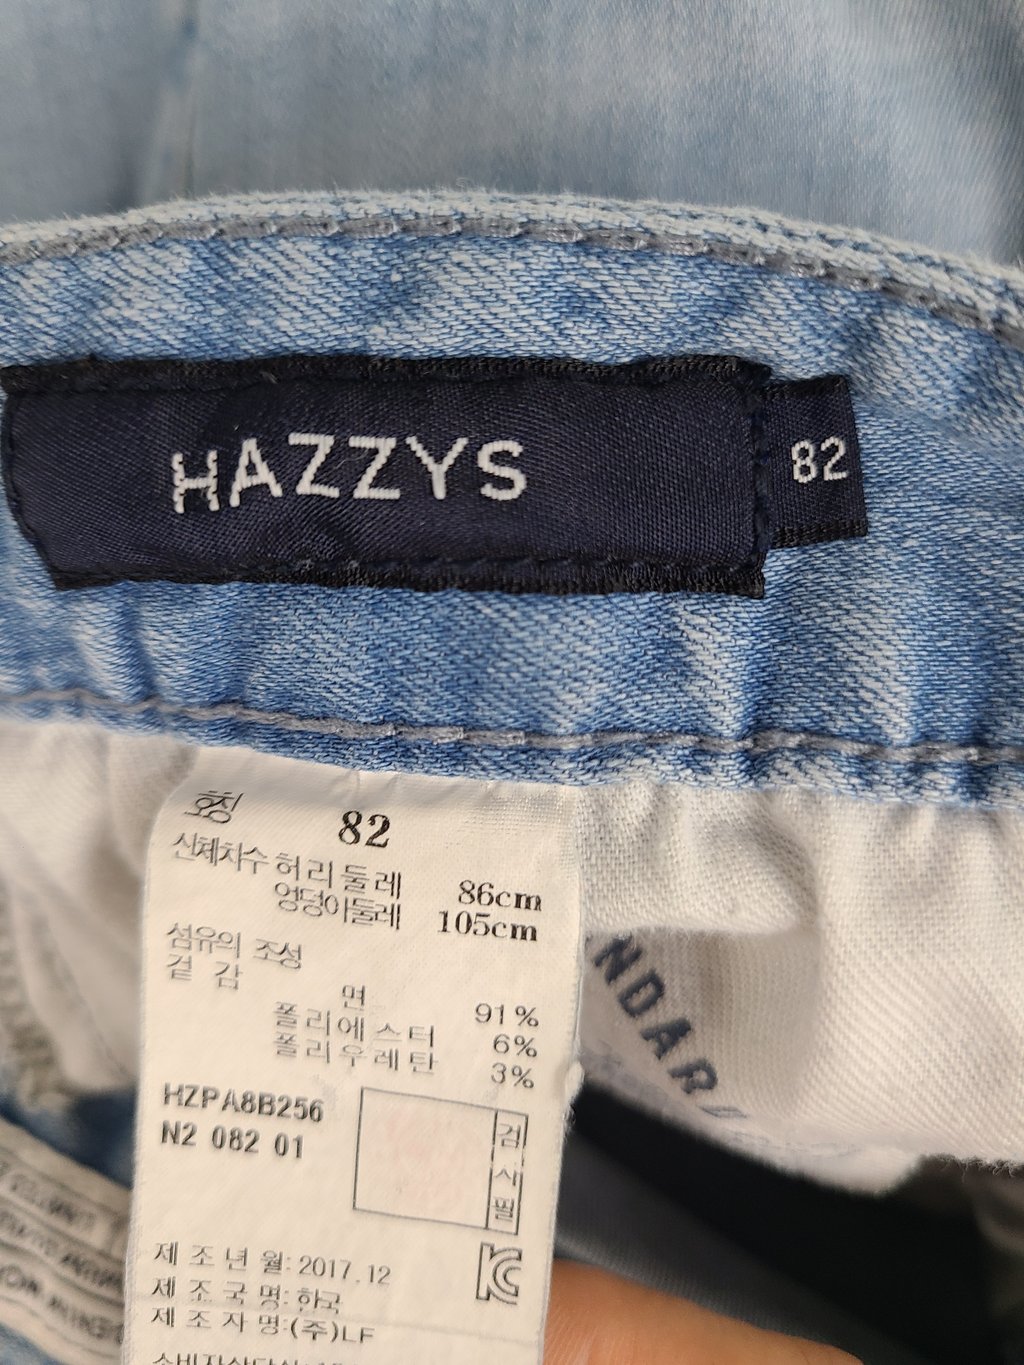 HAZZYS
82
호칭 82
신체치수 허리둘레 86cm
엉덩이둘레 105cm
섬유의 조성
겉감
면 91%
폴리에스터 6%
폴리우레탄 3%
HZPA8B256
N2 082 01
검사필
제조년월: 2017.12
제조국명: 한국
제조자명:(주)LF
NDAR